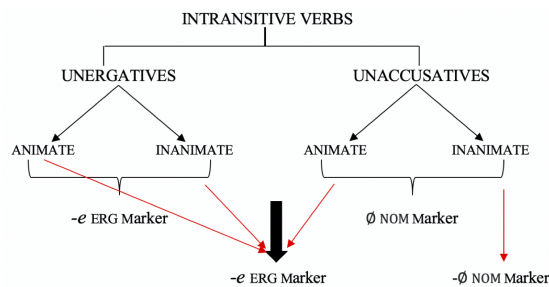 INTRANSITIVE VERBS
UNERGATIVES UNACCUSATIVES
ANIMATE INANIMATE ANIMATE INANIMATE
-e ERG Marker Ø NOM Marker
-e ERG Marker -Ø NOM Marker